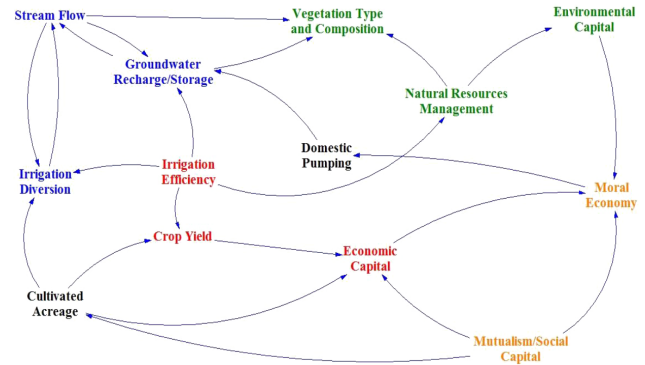 Stream Flow
Vegetation Type
and Composition
Environmental
Capital
Groundwater
Recharge/Storage
Natural Resources
Management
Domestic
Pumping
Irrigation
Efficiency
Irrigation
Diversion
Moral
Economy
Crop Yield
Economic
Capital
Cultivated
Acreage
Mutualism/Social
Capital